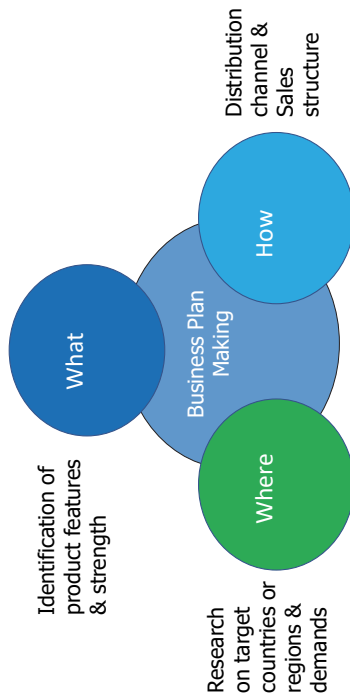 Identification of
product features
& strength
What
Business Plan
Making
Where
Research
on target
countries or
regions &
demands
How
Distribution
channel &
Sales
structure